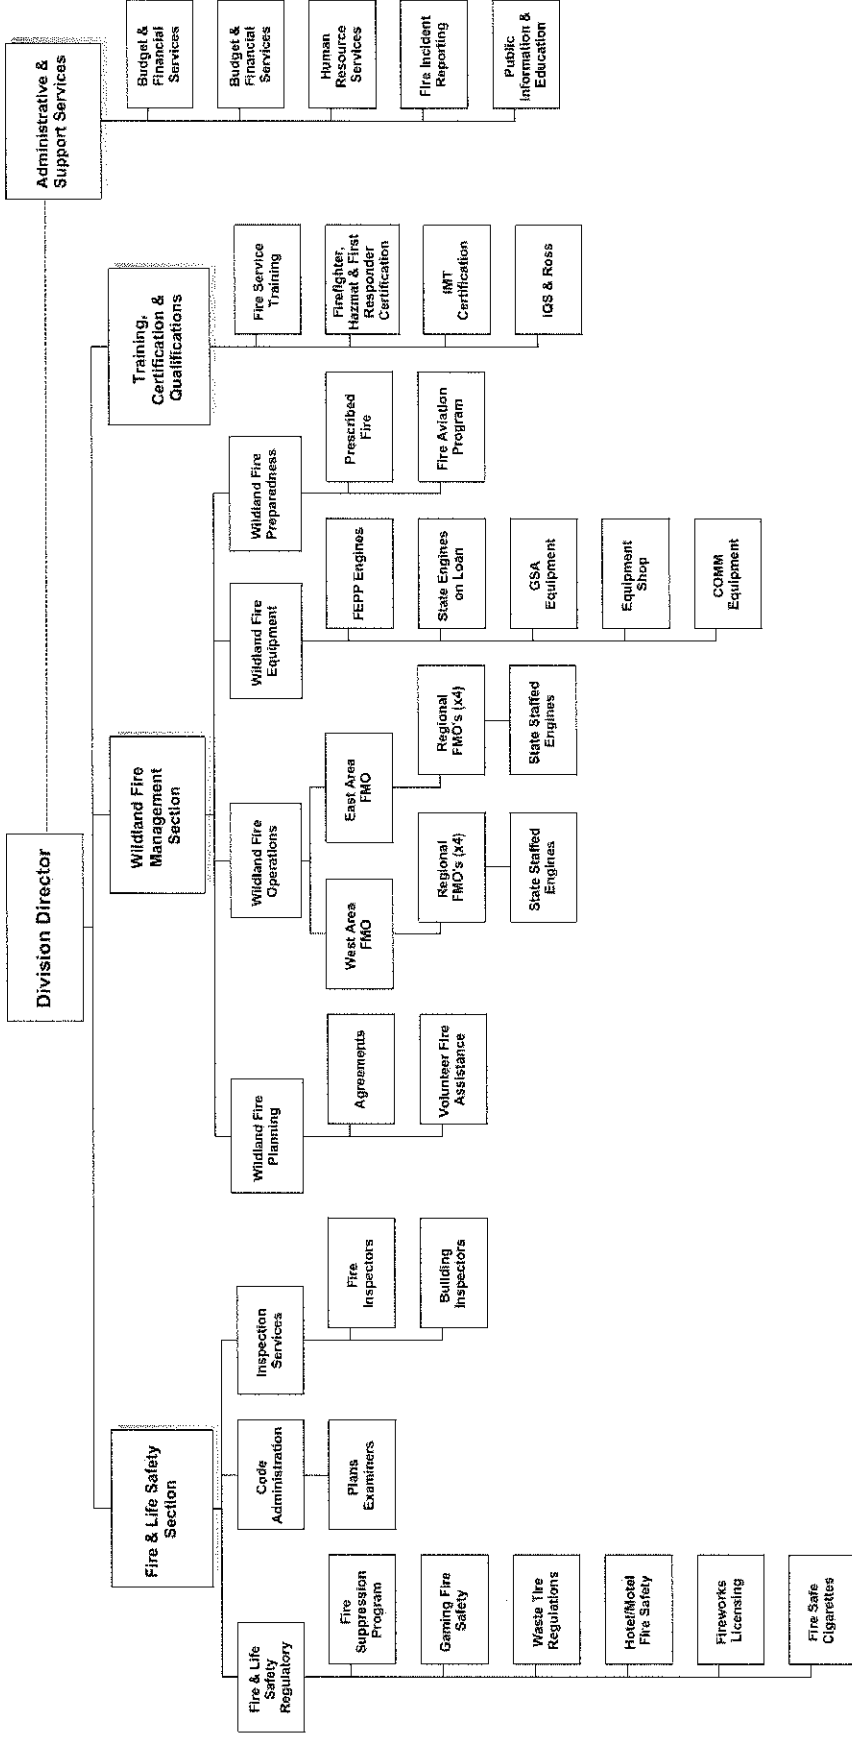 Division Director
Administrative &
Support Services
Budget &
Financial
Services
Budget &
Financial
Services
Human
Resource
Services
Fire Incident
Reporting
Public
Information &
Education
Fire & Life Safety
Section
Fire & Life
Safety
Regulatory
Fire
Suppression
Program
Gaming Fire
Safety
Waste Tire
Regulations
Hotel/Motel
Fire Safety
Fireworks
Licensing
Fire Safe
Cigarettes
Code
Administration
Plans
Examiners
Inspection
Services
Fire
Inspectors
Building
Inspectors
Wildland Fire
Management
Section
Wildland Fire
Planning
Agreements
Volunteer Fire
Assistance
Wildland Fire
Operations
West Area
FMO
Regional
FMO's (x4)
State Staffed
Engines
East Area
FMO
Regional
FMO's (x4)
State Staffed
Engines
Wildland Fire
Equipment
FEPP Engines
State Engines
on Loan
GSA
Equipment
Equipment
Shop
COMM
Equipment
Wildland Fire
Preparedness
Prescribed
Fire
Fire Aviation
Program
Training,
Certification &
Qualifications
Fire Service
Training
Firefighter,
Hazmat & First
Responder
Certification
IMT
Certification
IQS & Ross